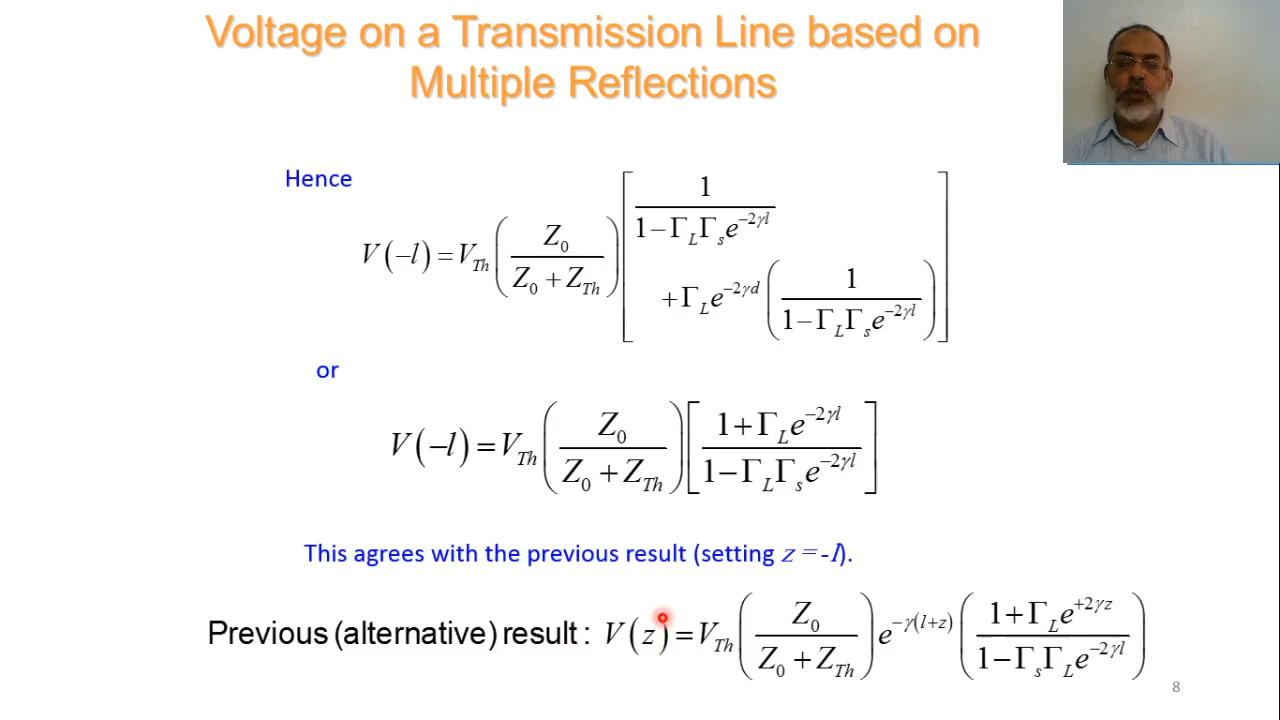 Voltage on a Transmission Line based on
Multiple Reflections
Hence
V(−l) = V_Th (Z_0 / (Z_0 + Z_Th)) [ 1 / (1 − Γ_L Γ_s e^{−2γl})
+ Γ_L e^{−2γd} ( 1 / (1 − Γ_L Γ_s e^{−2γl}) ) ]
or
V(−l) = V_Th (Z_0 / (Z_0 + Z_Th)) [ (1 + Γ_L e^{−2γl}) / (1 − Γ_L Γ_s e^{−2γl}) ]
This agrees with the previous result (setting z = -l).
Previous (alternative) result : V(z) = V_Th (Z_0 / (Z_0 + Z_Th)) e^{−γ(l+z)} ( (1 + Γ_L e^{+2γz}) / (1 − Γ_s Γ_L e^{−2γl}) )
8